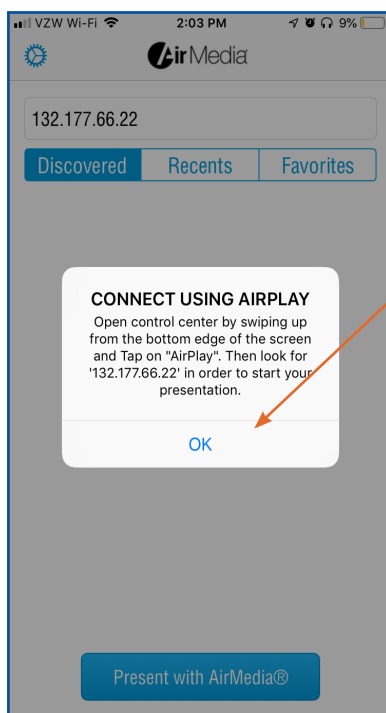 VZW Wi-Fi 2:03 PM 9%
AirMedia
132.177.66.22
Discovered Recents Favorites
CONNECT USING AIRPLAY
Open control center by swiping up
from the bottom edge of the screen
and Tap on "AirPlay". Then look for
'132.177.66.22' in order to start your
presentation.
OK
Present with AirMedia®